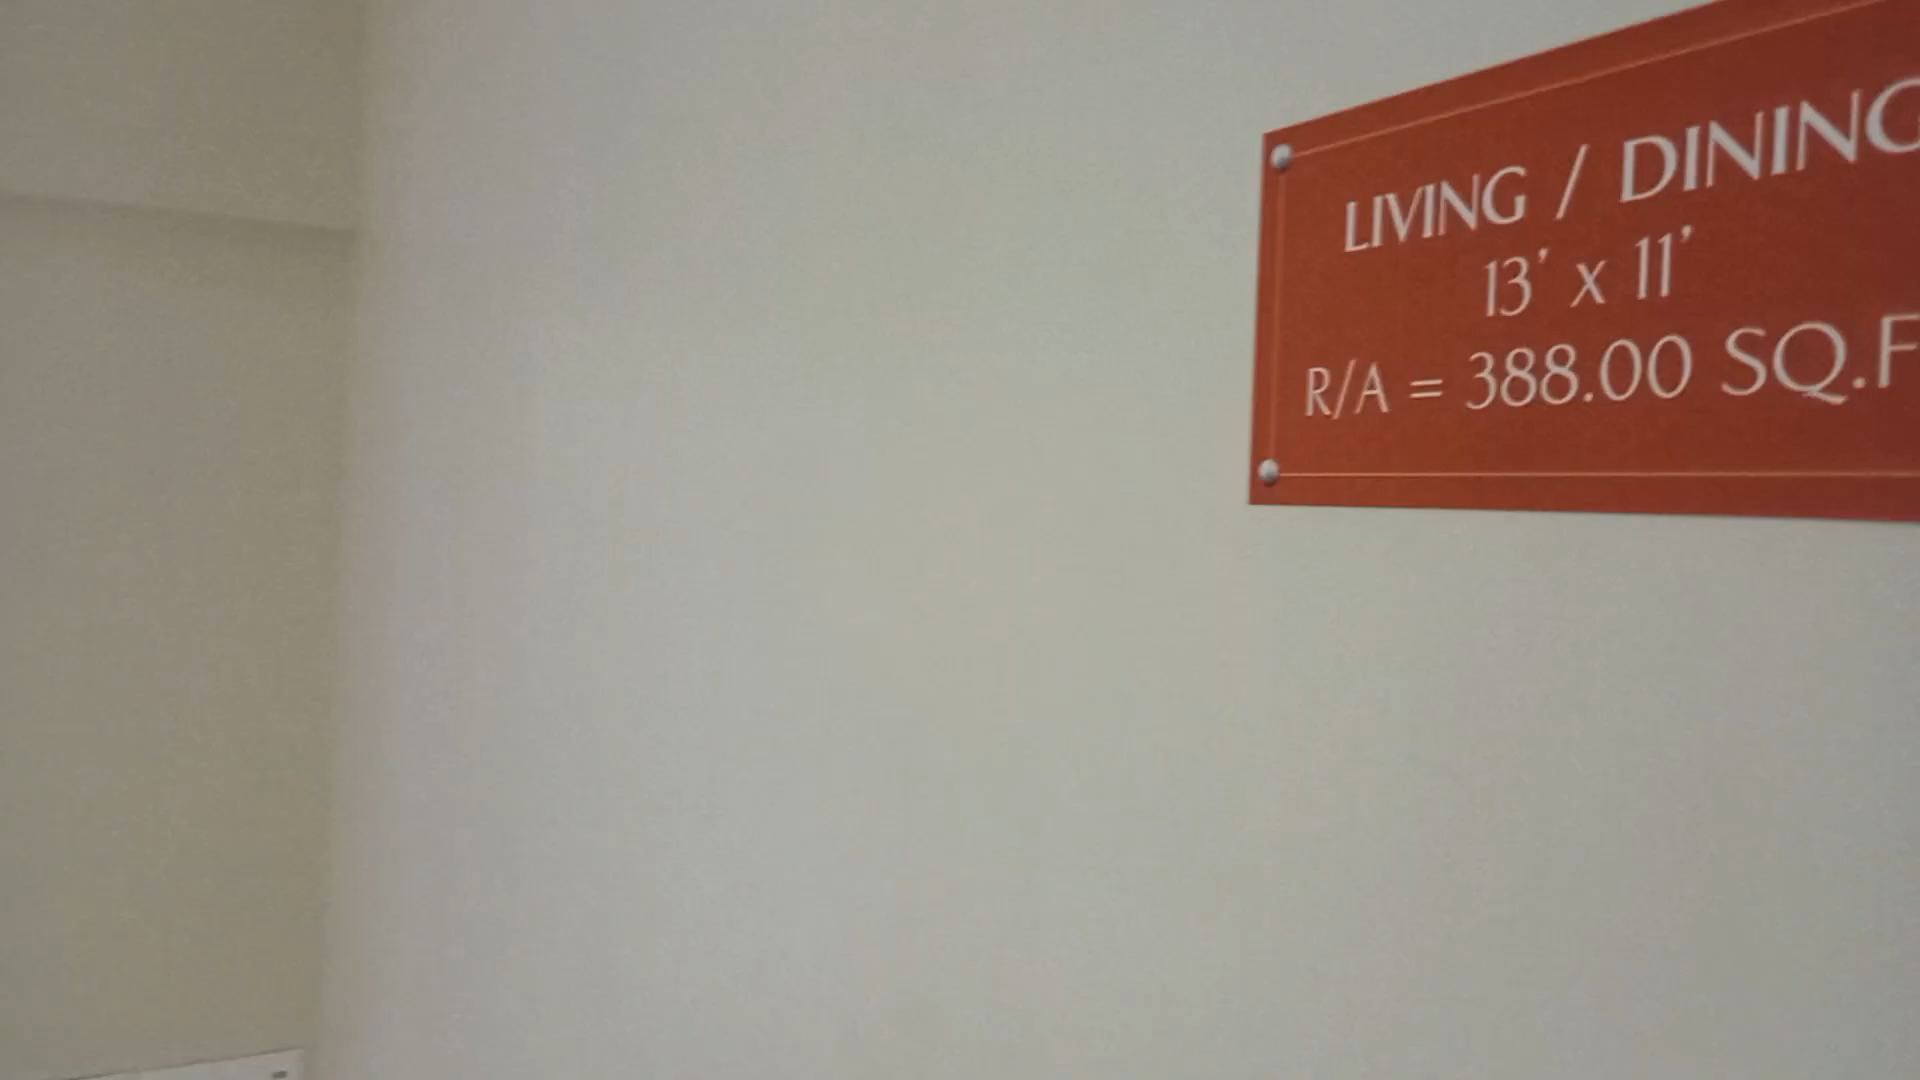 LIVING / DINING
13' x 11'
R/A = 388.00 SQ.F